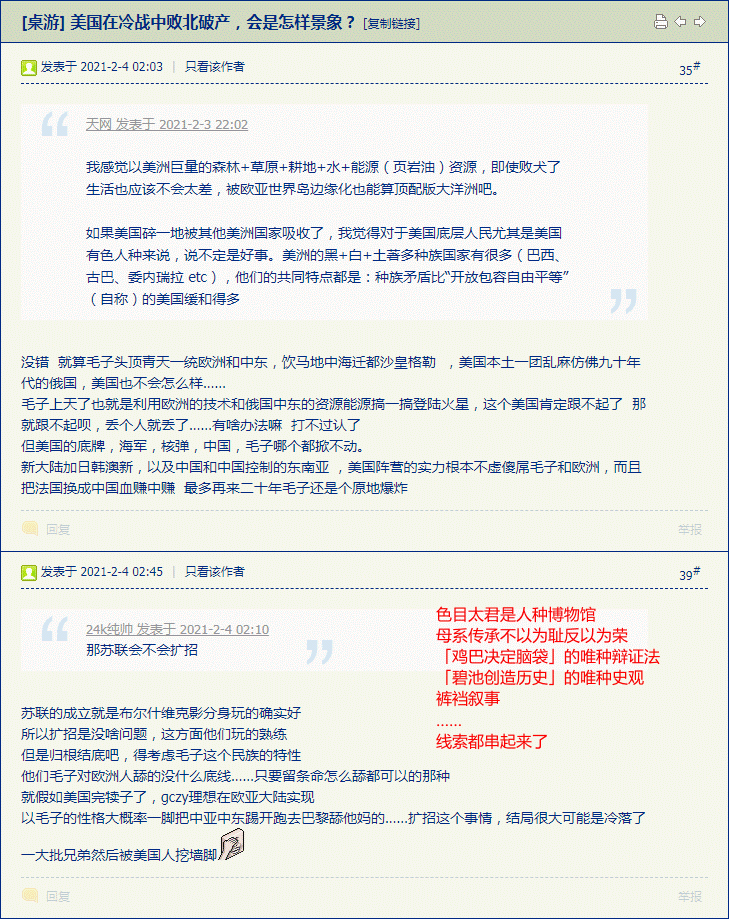 [桌游] 美国在冷战中败北破产，会是怎样景象？ [复制链接]
发表于 2021-2-4 02:03 | 只看该作者
35#
天网 发表于 2021-2-3 22:02
我感觉以美洲巨量的森林+草原+耕地+水+能源（页岩油）资源，即使败犬了
生活也应该不会太差，被欧亚世界岛边缘化也能算顶配版大洋洲吧。
如果美国碎一地被其他美洲国家吸收了，我觉得对于美国底层人民尤其是美国
有色人种来说，说不定是好事。美洲的黑+白+土著多种族国家有很多（巴西、
古巴、委内瑞拉 etc），他们的共同特点都是：种族矛盾比“开放包容自由平等”
（自称）的美国缓和得多
没错 就算毛子头顶青天一统欧洲和中东，饮马地中海迁都沙皇格勒 ，美国本土一团乱麻仿佛九十年
代的俄国，美国也不会怎么样......
毛子上天了也就是利用欧洲的技术和俄国中东的资源能源搞一搞登陆火星，这个美国肯定跟不起了 那
就跟不起呗，丢个人就丢了......有啥办法嘛 打不过认了
但美国的底牌，海军，核弹，中国，毛子哪个都掀不动。
新大陆加日韩澳新，以及中国和中国控制的东南亚 ，美国阵营的实力根本不虚傻屌毛子和欧洲，而且
把法国换成中国血赚中赚 最多再来二十年毛子还是个原地爆炸
回复
举报
发表于 2021-2-4 02:45 | 只看该作者
39#
24k纯帅 发表于 2021-2-4 02:10
那苏联会不会扩招
色目太君是人种博物馆
母系传承不以为耻反以为荣
「鸡巴决定脑袋」的唯种辩证法
「碧池创造历史」的唯种史观
裤裆叙事
......
线索都串起来了
苏联的成立就是布尔什维克影分身玩的确实好
所以扩招是没啥问题，这方面他们玩的熟练
但是归根结底吧，得考虑毛子这个民族的特性
他们毛子对欧洲人舔的没什么底线......只要留条命怎么舔都可以的那种
就假如美国完犊子了，gczy理想在欧亚大陆实现
以毛子的性格大概率一脚把中亚中东踢开跑去巴黎舔他妈的......扩招这个事情，结局很大可能是冷落了
一大批兄弟然后被美国人挖墙脚
回复
举报